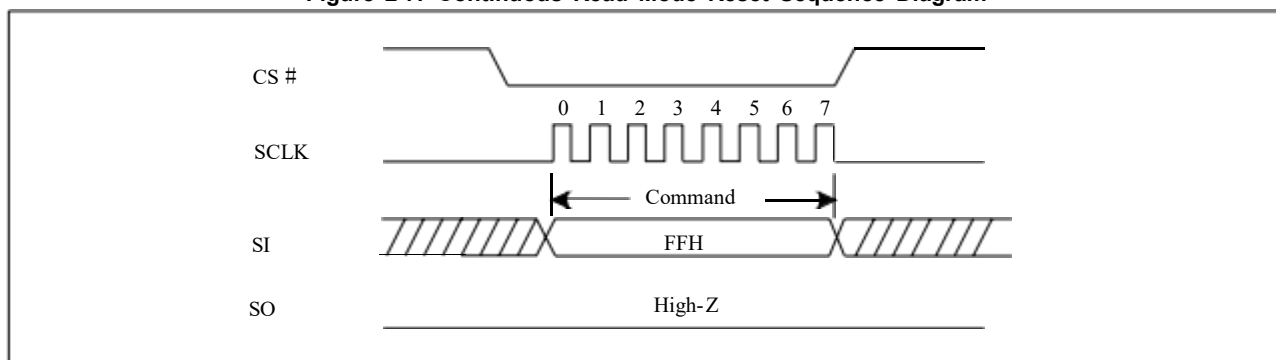 Figure Continuous Read Mode Reset Sequence Diagram
CS #
0 1 2 3 4 5 6 7
SCLK
Command
SI
FFH
SO
High-Z